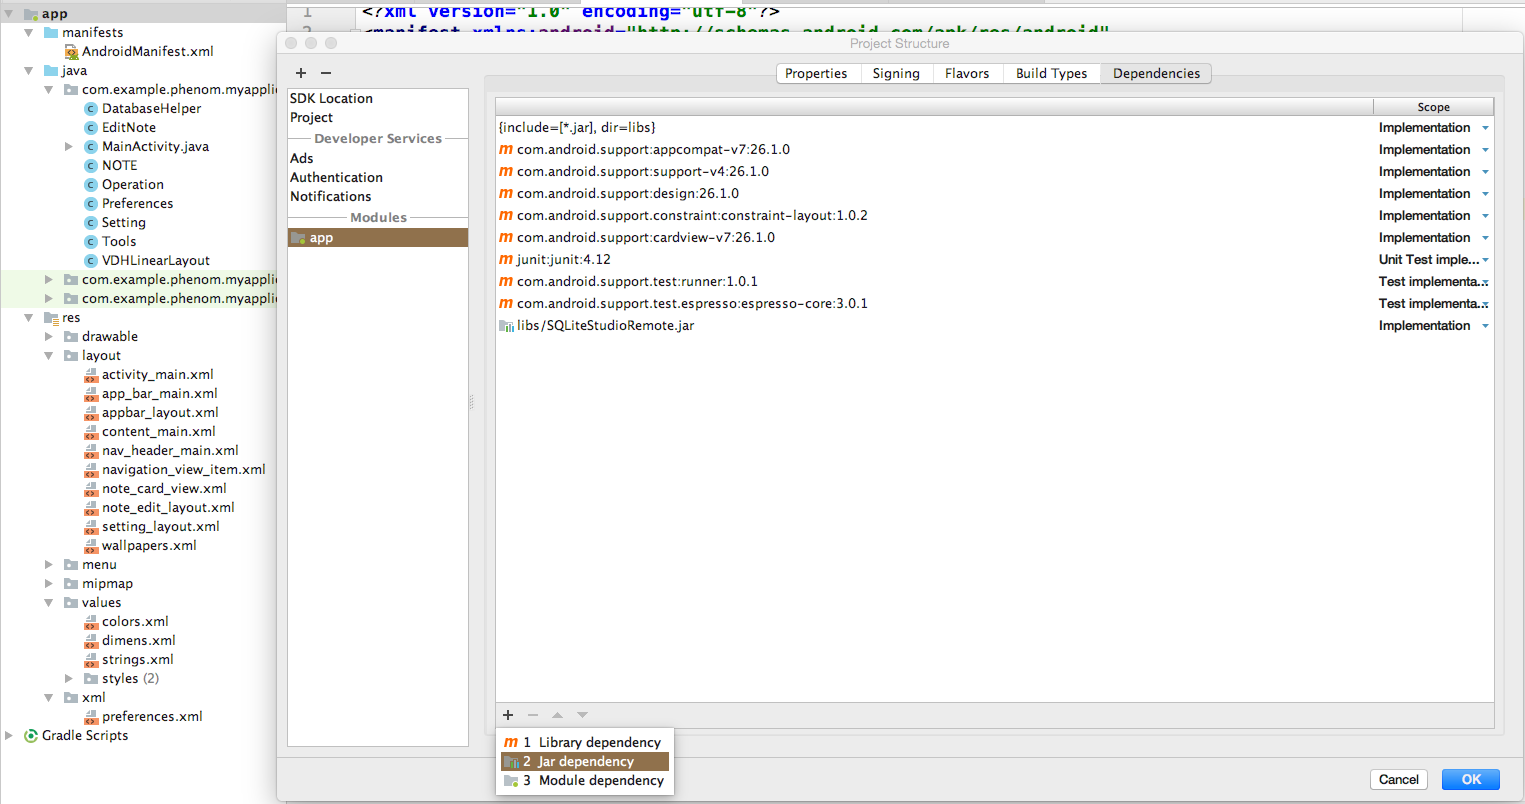 app
manifests
AndroidManifest.xml
java
com.example.phenom.myapplic
DatabaseHelper
EditNote
MainActivity.java
NOTE
Operation
Preferences
Setting
Tools
VDHLinearLayout
com.example.phenom.myapplic
com.example.phenom.myapplic
res
drawable
layout
activity_main.xml
app_bar_main.xml
appbar_layout.xml
content_main.xml
nav_header_main.xml
navigation_view_item.xml
note_card_view.xml
note_edit_layout.xml
setting_layout.xml
wallpapers.xml
menu
mipmap
values
colors.xml
dimens.xml
strings.xml
styles (2)
xml
preferences.xml
Gradle Scripts
1 <?xml version="1.0" encoding="utf-8"?>
2 <manifest xmlns:android="http://schemas.android.com/apk/res/android"
Project Structure
SDK Location
Project
Developer Services
Ads
Authentication
Notifications
Modules
app
Properties Signing Flavors Build Types Dependencies
Scope
{include=[*.jar], dir=libs} Implementation
m com.android.support:appcompat-v7:26.1.0 Implementation
m com.android.support:support-v4:26.1.0 Implementation
m com.android.support:design:26.1.0 Implementation
m com.android.support.constraint:constraint-layout:1.0.2 Implementation
m com.android.support:cardview-v7:26.1.0 Implementation
m junit:junit:4.12 Unit Test imple...
m com.android.support.test:runner:1.0.1 Test implementa...
m com.android.support.test.espresso:espresso-core:3.0.1 Test implementa...
libs/SQLiteStudioRemote.jar Implementation
m 1 Library dependency
2 Jar dependency
3 Module dependency
Cancel OK